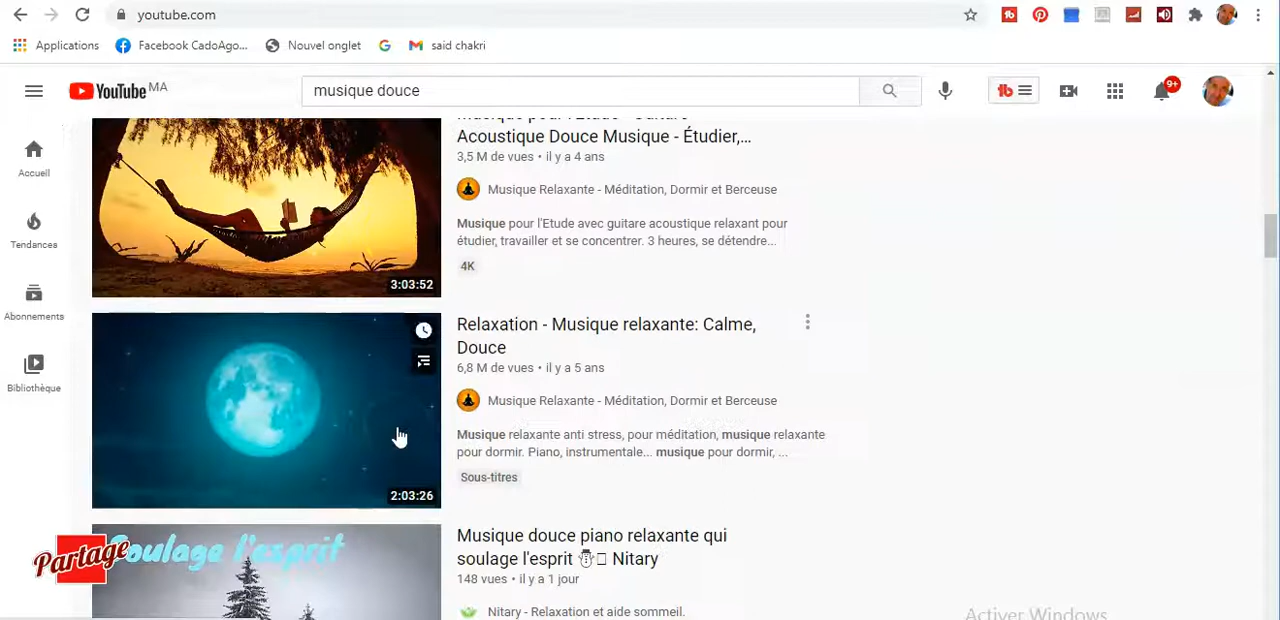 youtube.com
Applications
Facebook CadoAgo...
Nouvel onglet
said chakri
YouTube MA
musique douce
9+
Accueil
Tendances
Abonnements
Bibliothèque
Acoustique Douce Musique - Étudier,...
3,5 M de vues • il y a 4 ans
Musique Relaxante - Méditation, Dormir et Berceuse
Musique pour l'Etude avec guitare acoustique relaxant pour
étudier, travailler et se concentrer. 3 heures, se détendre...
4K
3:03:52
Relaxation - Musique relaxante: Calme,
Douce
6,8 M de vues • il y a 5 ans
Musique Relaxante - Méditation, Dormir et Berceuse
Musique relaxante anti stress, pour méditation, musique relaxante
pour dormir. Piano, instrumentale... musique pour dormir, ...
Sous-titres
2:03:26
Partage
Soulage l'esprit
Musique douce piano relaxante qui
soulage l'esprit ☃️ Nitary
148 vues • il y a 1 jour
Nitary - Relaxation et aide sommeil.
Activer Windows